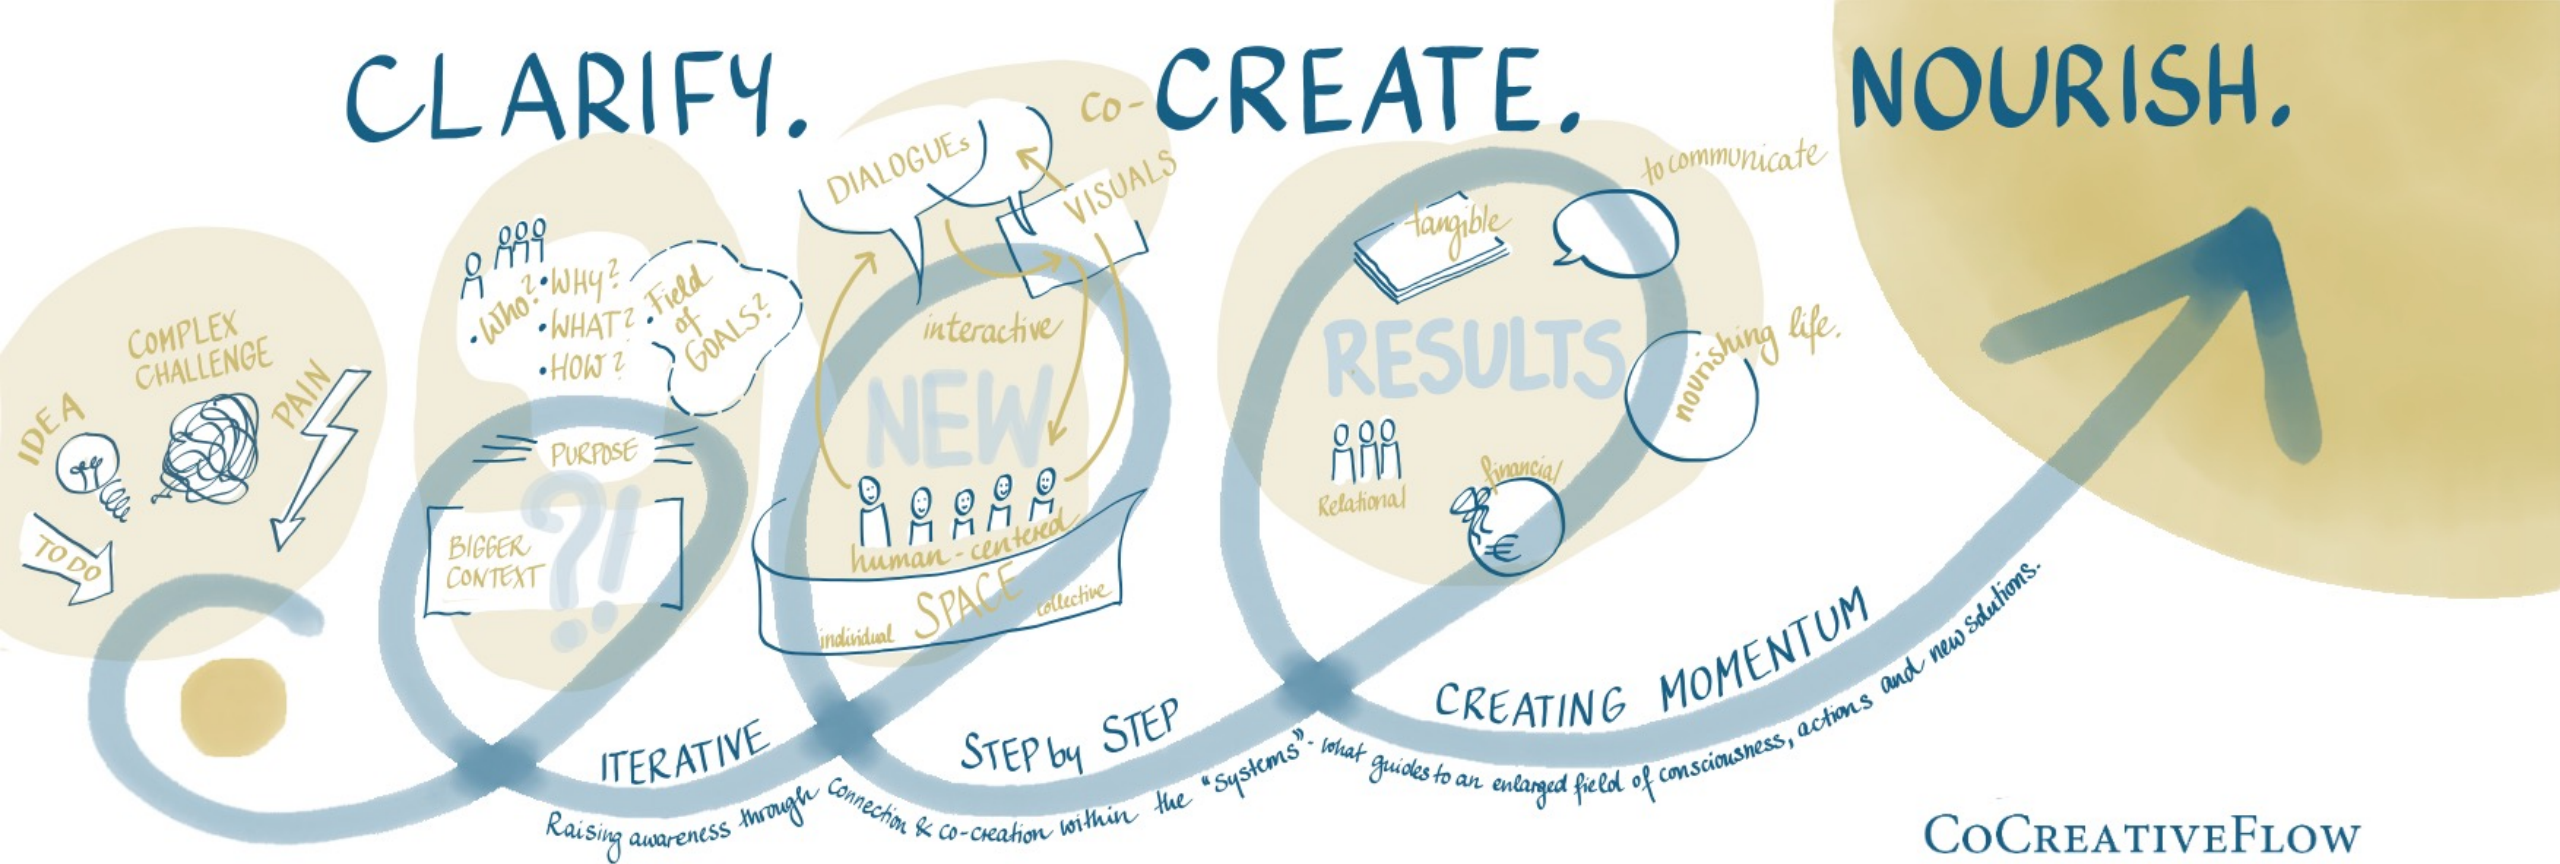 CLARIFY.
CO-CREATE.
NOURISH.
IDEA
COMPLEX
CHALLENGE
PAIN
TO DO
• Who?
• WHY?
• WHAT?
• HOW?
• Field
of
GOALS?
PURPOSE
BIGGER
CONTEXT
?!
DIALOGUEs
VISUALS
interactive
NEW
human-centered
SPACE
individual
collective
tangible
to communicate
RESULTS
nourishing life.
Relational
financial
€
ITERATIVE
STEP by STEP
CREATING MOMENTUM
Raising awareness through Connection & co-creation within the "Systems" - what guides to an enlarged field of consciousness, actions and new solutions.
COCREATIVEFLOW